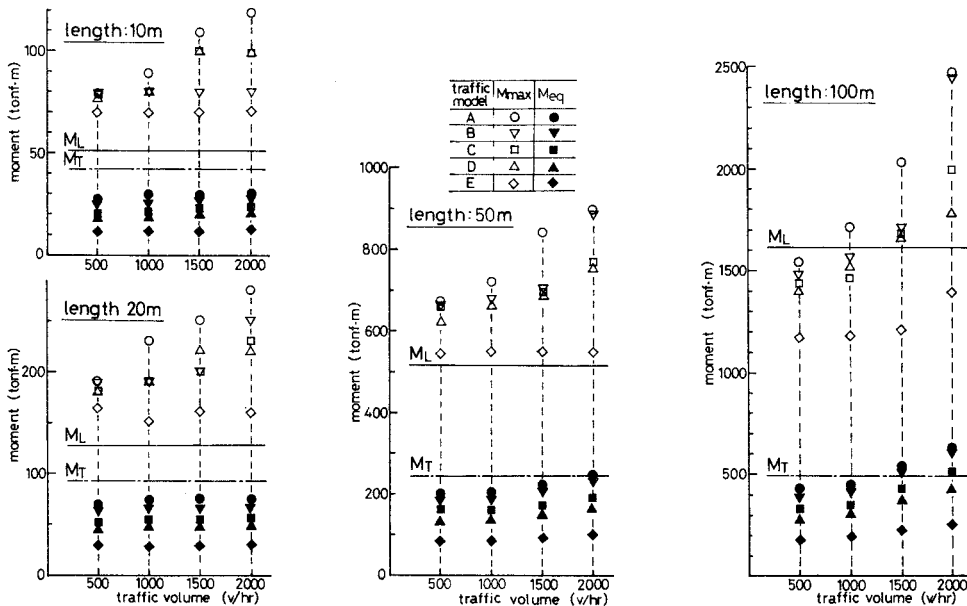 length:10m
moment (tonf·m)
100
50
0
ML
MT
500 1000 1500 2000
length 20m
moment (tonf·m)
200
100
0
ML
MT
500 1000 1500 2000
traffic volume (v/hr)
traffic model Mmax Meq
A
B
C
D
E
length:50m
moment (tonf·m)
1000
800
600
400
200
0
ML
MT
500 1000 1500 2000
traffic volume (v/hr)
length:100m
moment (tonf·m)
2500
2000
1500
1000
500
0
ML
MT
500 1000 1500 2000
traffic volume (v/hr)